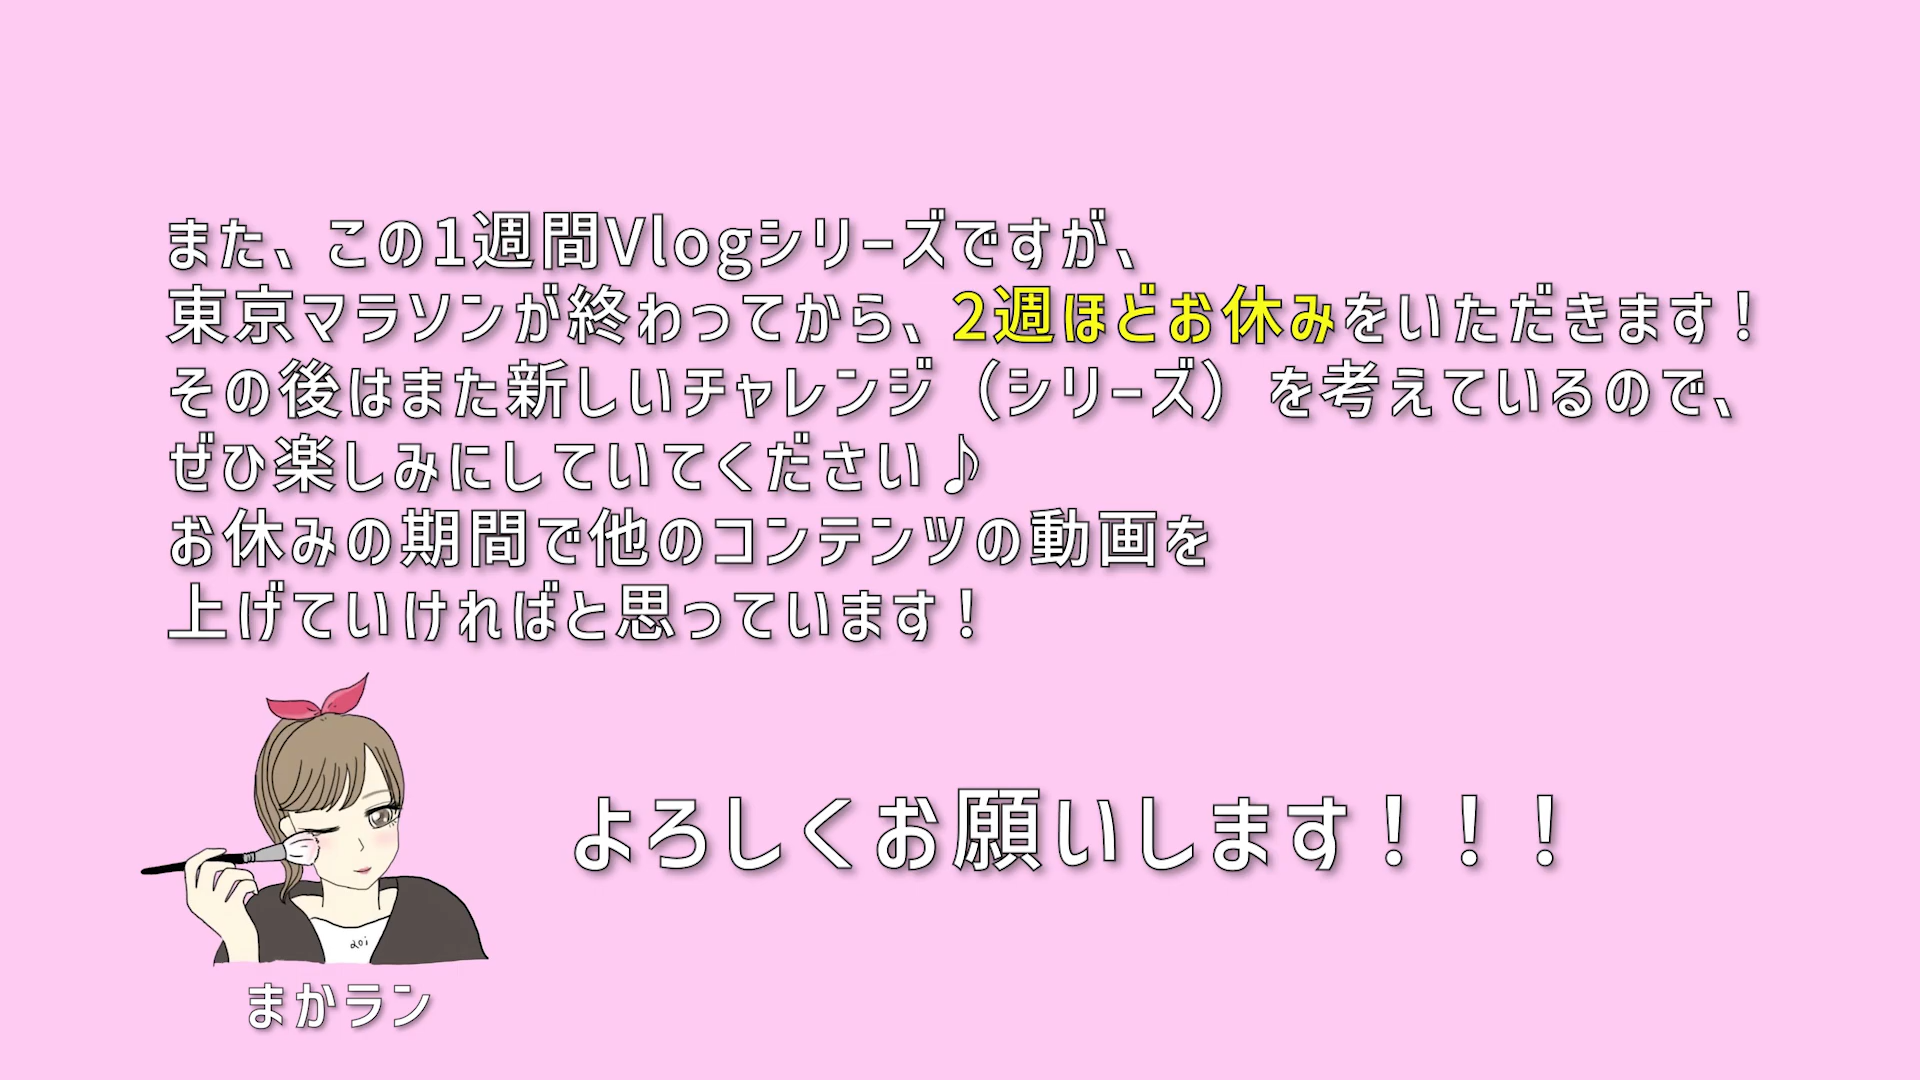 また、この1週間Vlogシリーズですが、
東京マラソンが終わってから、2週ほどお休みをいただきます！
その後はまた新しいチャレンジ（シリーズ）を考えているので、
ぜひ楽しみにしていてください♪
お休みの期間で他のコンテンツの動画を
上げていければと思っています！
よろしくお願いします！！！
aoi
まかラン